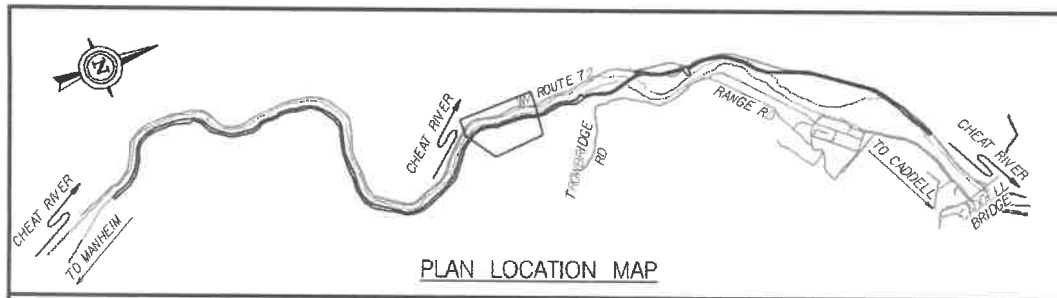 N
CHEAT RIVER
TO MANHEIM
CHEAT RIVER
ROUTE 72
TROWBRIDGE
RD
RANGE RD
TO CADDELL
CHEAT RIVER
BRIDGE
PLAN LOCATION MAP